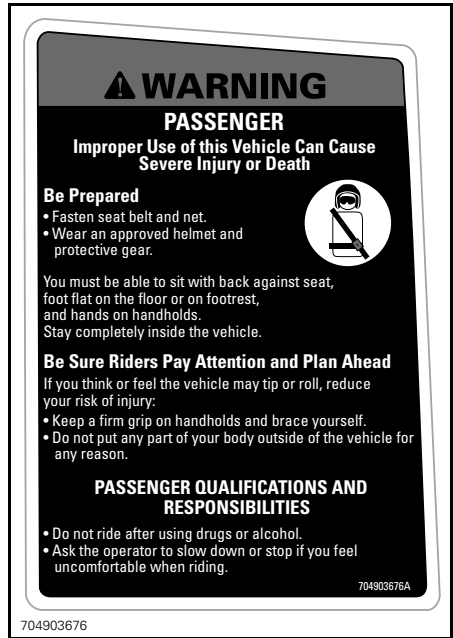 WARNING
PASSENGER
Improper Use of this Vehicle Can Cause
Severe Injury or Death
Be Prepared
• Fasten seat belt and net.
• Wear an approved helmet and
protective gear.
You must be able to sit with back against seat,
foot flat on the floor or on footrest,
and hands on handholds.
Stay completely inside the vehicle.
Be Sure Riders Pay Attention and Plan Ahead
If you think or feel the vehicle may tip or roll, reduce
your risk of injury:
• Keep a firm grip on handholds and brace yourself.
• Do not put any part of your body outside of the vehicle for
any reason.
PASSENGER QUALIFICATIONS AND
RESPONSIBILITIES
• Do not ride after using drugs or alcohol.
• Ask the operator to slow down or stop if you feel
uncomfortable when riding.
704903676A
704903676